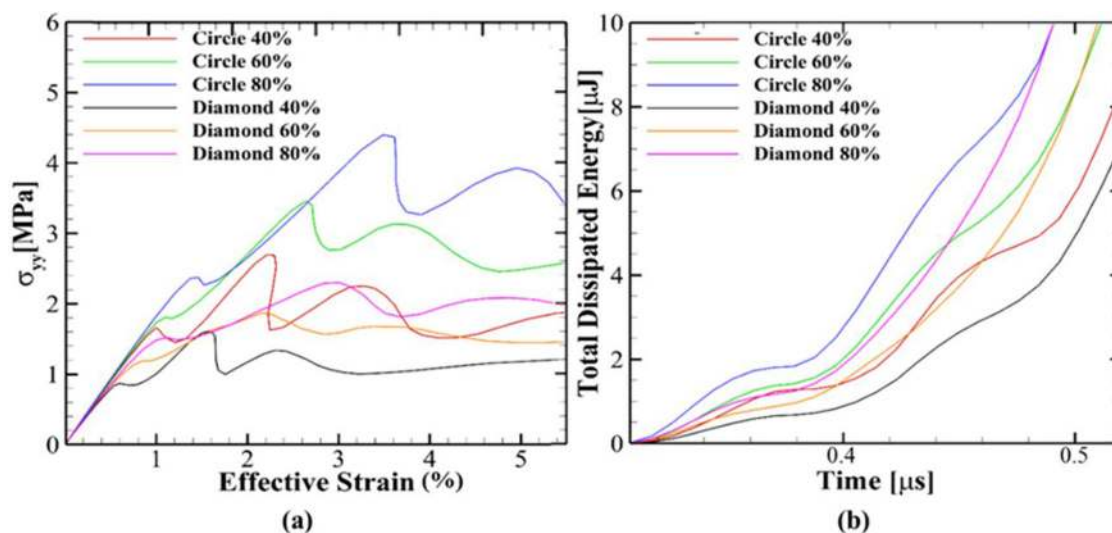 6
5
4
3
2
1
0
σyy[MPa]
Circle 40%
Circle 60%
Circle 80%
Diamond 40%
Diamond 60%
Diamond 80%
1
2
3
4
5
Effective Strain (%)
(a)
10
8
6
4
2
0
Total Dissipated Energy[μJ]
Circle 40%
Circle 60%
Circle 80%
Diamond 40%
Diamond 60%
Diamond 80%
0.4
0.5
Time [μs]
(b)